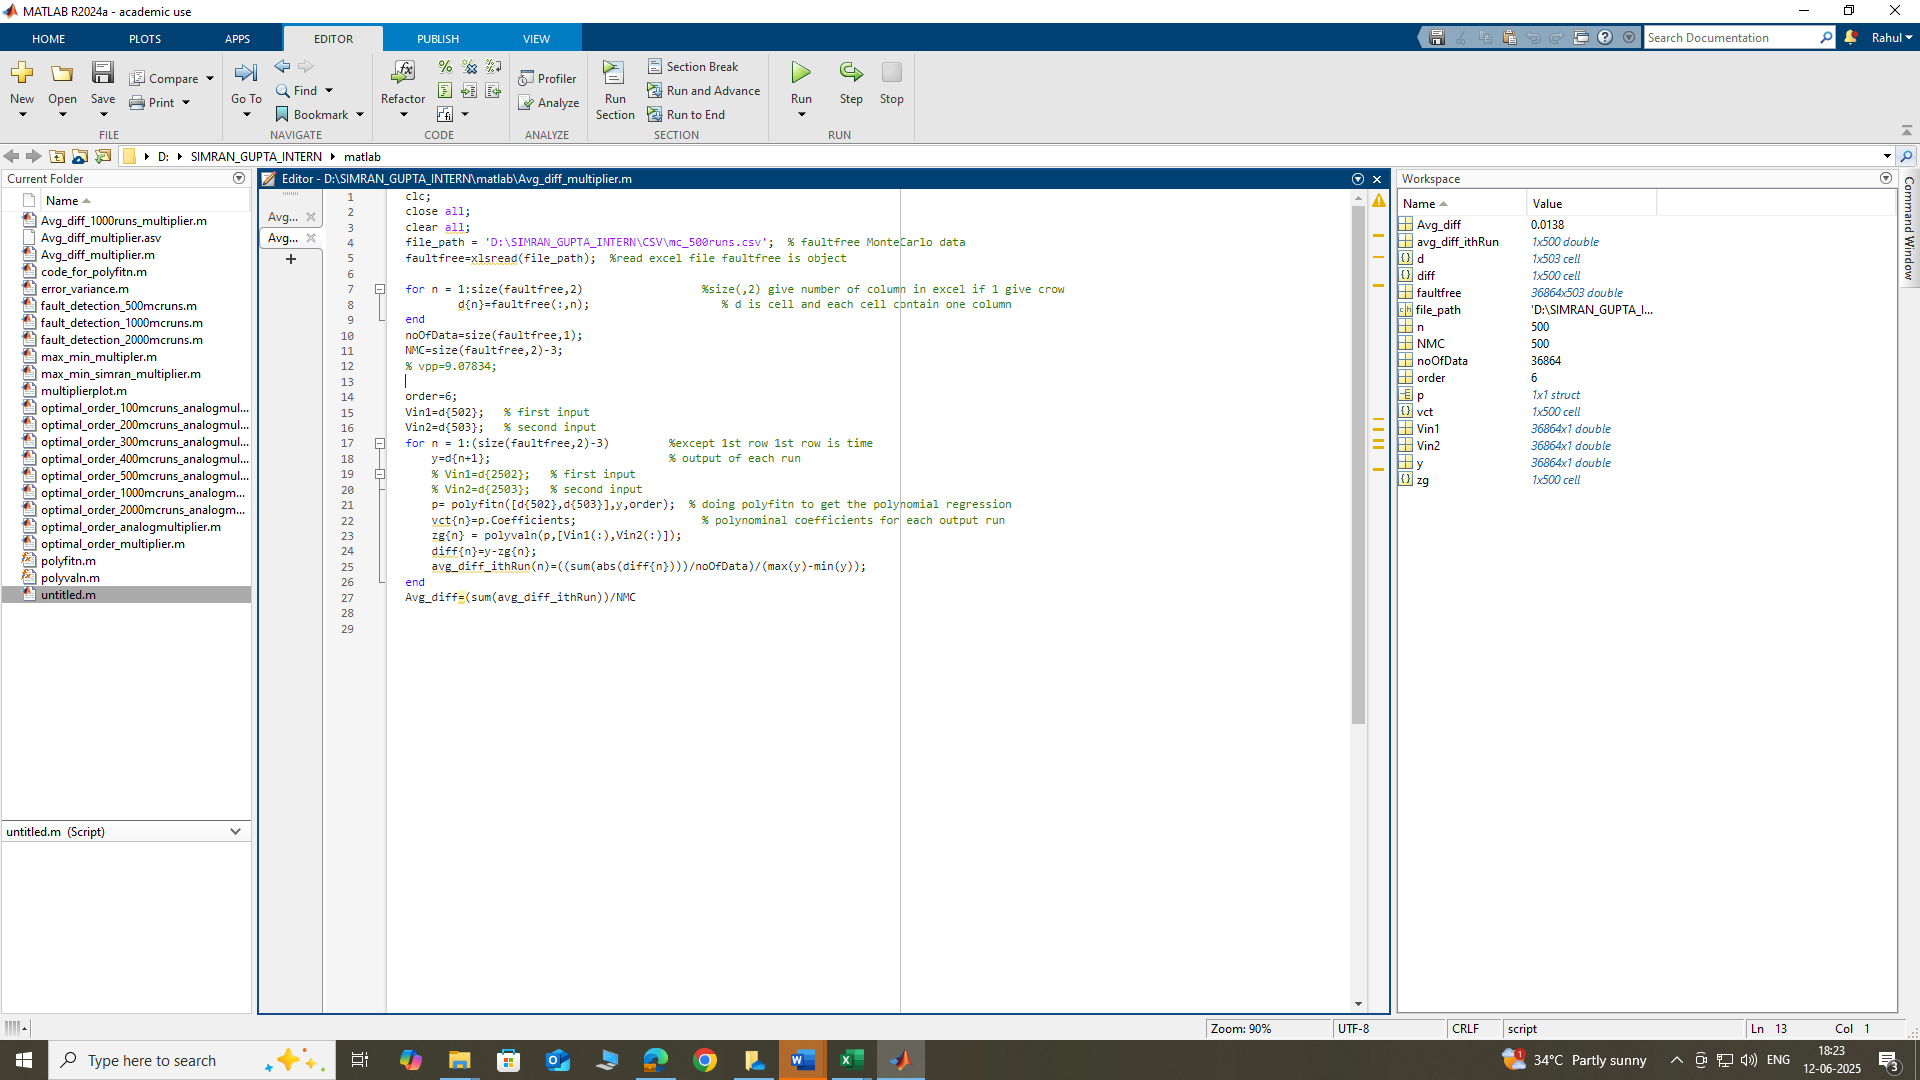 MATLAB R2024a - academic use
HOME PLOTS APPS EDITOR PUBLISH VIEW
Search Documentation
Rahul
New
Open
Save
Compare
Print
FILE
Go To
Find
Bookmark
NAVIGATE
Refactor
CODE
Profiler
Analyze
ANALYZE
Run Section
Section Break
Run and Advance
Run to End
SECTION
Run
Step
Stop
RUN
D: SIMRAN_GUPTA_INTERN matlab
Current Folder
Name
Avg_diff_1000runs_multiplier.m
Avg_diff_multiplier.asv
Avg_diff_multiplier.m
code_for_polyfitn.m
error_variance.m
fault_detection_500mcruns.m
fault_detection_1000mcruns.m
fault_detection_2000mcruns.m
max_min_multipler.m
max_min_simran_multiplier.m
multiplierplot.m
optimal_order_100mcruns_analogmul...
optimal_order_200mcruns_analogmul...
optimal_order_300mcruns_analogmul...
optimal_order_400mcruns_analogmul...
optimal_order_500mcruns_analogmul...
optimal_order_1000mcruns_analogm...
optimal_order_2000mcruns_analogm...
optimal_order_analogmultiplier.m
optimal_order_multiplier.m
polyfitn.m
polyvaln.m
untitled.m
untitled.m (Script)
Editor - D:\SIMRAN_GUPTA_INTERN\matlab\Avg_diff_multiplier.m
Avg...
Avg...
1 clc;
2 close all;
3 clear all;
4 file_path = 'D:\SIMRAN_GUPTA_INTERN\CSV\mc_500runs.csv'; % faultfree MonteCarlo data
5 faultfree=xlsread(file_path); %read excel file faultfree is object
6
7 for n = 1:size(faultfree,2) %size(,2) give number of column in excel if 1 give crow
8 d{n}=faultfree(:,n); % d is cell and each cell contain one column
9 end
10 noOfData=size(faultfree,1);
11 NMC=size(faultfree,2)-3;
12 % vpp=9.07834;
13
14 order=6;
15 Vin1=d{502}; % first input
16 Vin2=d{503}; % second input
17 for n = 1:(size(faultfree,2)-3) %except 1st row 1st row is time
18 y=d{n+1}; % output of each run
19 % Vin1=d{2502}; % first input
20 % Vin2=d{2503}; % second input
21 p= polyfitn([d{502},d{503}],y,order); % doing polyfitn to get the polynomial regression
22 vct{n}=p.Coefficients; % polynominal coefficients for each output run
23 zg{n} = polyvaln(p,[Vin1(:),Vin2(:)]);
24 diff{n}=y-zg{n};
25 avg_diff_ithRun(n)=((sum(abs(diff{n})))/noOfData)/(max(y)-min(y));
26 end
27 Avg_diff=(sum(avg_diff_ithRun))/NMC
28
29
Workspace
Name Value
Avg_diff 0.0138
avg_diff_ithRun 1x500 double
d 1x503 cell
diff 1x500 cell
faultfree 36864x503 double
file_path 'D:\SIMRAN_GUPTA_I...
n 500
NMC 500
noOfData 36864
order 6
p 1x1 struct
vct 1x500 cell
Vin1 36864x1 double
Vin2 36864x1 double
y 36864x1 double
zg 1x500 cell
Command Window
Zoom: 90% UTF-8 CRLF script Ln 13 Col 1
Type here to search
34°C Partly sunny
ENG
18:23
12-06-2025
3